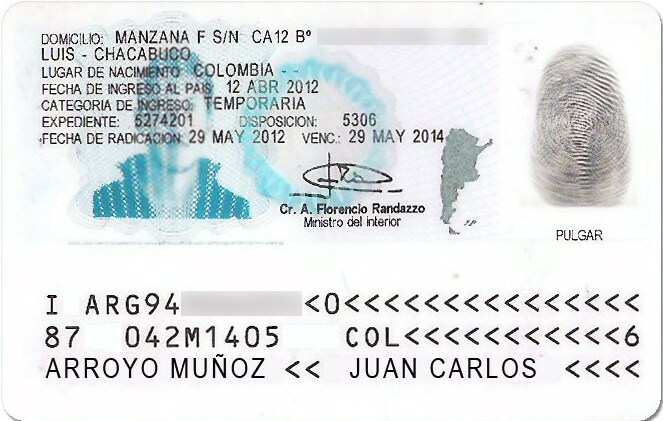 DOMICILIO: MANZANA F S/N CA12 Bº
LUIS - CHACABUCO
LUGAR DE NACIMIENTO: COLOMBIA - -
FECHA DE INGRESO AL PAIS: 12 ABR 2012
CATEGORIA DE INGRESO: TEMPORARIA
EXPEDIENTE: 5274201 DISPOSICION: 5306
FECHA DE RADICACION: 29 MAY 2012 VENC.: 29 MAY 2014
Cr. A. Florencio Randazzo
Ministro del Interior
PULGAR
I ARG94 <0<<<<<<<<<<<<<<<
87 042M1405 COL<<<<<<<<<<<6
ARROYO MUÑOZ << JUAN CARLOS <<<<